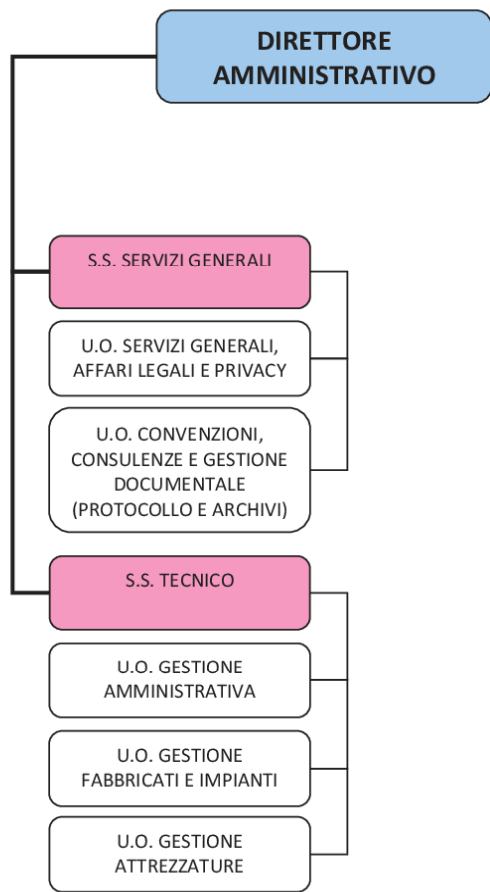 DIRETTORE
AMMINISTRATIVO
S.S. SERVIZI GENERALI
U.O. SERVIZI GENERALI,
AFFARI LEGALI E PRIVACY
U.O. CONVENZIONI,
CONSULENZE E GESTIONE
DOCUMENTALE
(PROTOCOLLO E ARCHIVI)
S.S. TECNICO
U.O. GESTIONE
AMMINISTRATIVA
U.O. GESTIONE
FABBRICATI E IMPIANTI
U.O. GESTIONE
ATTREZZATURE